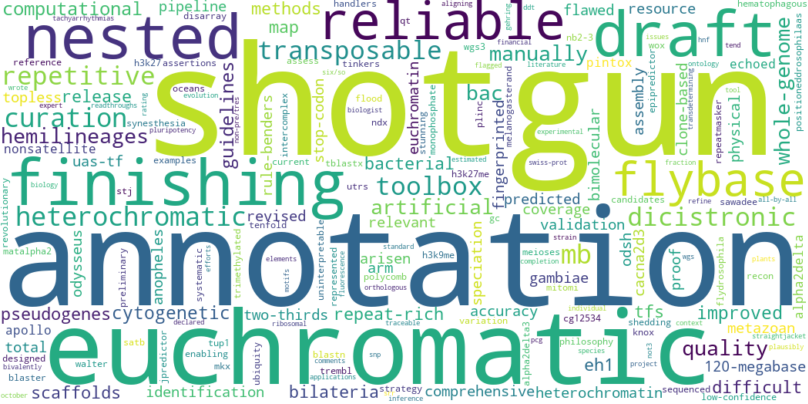 computational pipeline methods tachyarrhythmias disarray handlers qt ddt aligning gehring flawed resource hematophagous
nested reliable draft
map financial hnf tend
h3k27 assertions transposable wgs3 manually nb2-3 issues wox echoed
reference repetitive assess tinkers flagged literature pintox whole-genome
wrote topless release oceans rating expert evolution six/so ontology
shotgun
curation readthroughs synesthesia guidelines rule-benders stop-codon flood ndx biologist bac plinc euchromatin stunning monophosphate melanogasterand experimental epipredictor assembly clone-based transdetermining repeatmasker physical tool positionedrosophilaas
hemilineages pluripotency intercomplex
nonsatellite examples current tblastx swiss-prot bimolecular fraction
uas-tf bacterial h3k27me fingerprinted flybase
finishing estimated utrs toolbox predicted candidates sawadee all-by-all
revolutionary biology stj artificial gc coverage refine
heterochromatic revised relevant validation dicistronic
tenfold
annotation
matalpha2 odysseus anopheles preliminary systematic efforts trimethylated elements motifs uninterpretable represented fluorescence arisen arm polycomb standard h3k9me orthologous speciation meioses completion mitomi mb strain gambiae individual odsh cacna2d3 proof wgs plants flydrosophila recon alpha2delta
pseudogenes cytogenetic two-thirds repeat-rich accuracy variation cg12534 tfs shedding improved
apollo declared ribosomal traceable philosophy knox context metazoan
euchromatic
total satb tup1 jpredictor blastn snp pcg alpha2delta3 species eh1 not3 quality
designed bivalently walter enabling ubiquity comments trembl strategy project plausibly 120-megabase
blaster mkx applications inference
scaffolds identification bilateria comprehensive heterochromatin sequenced difficult
october low-confidence